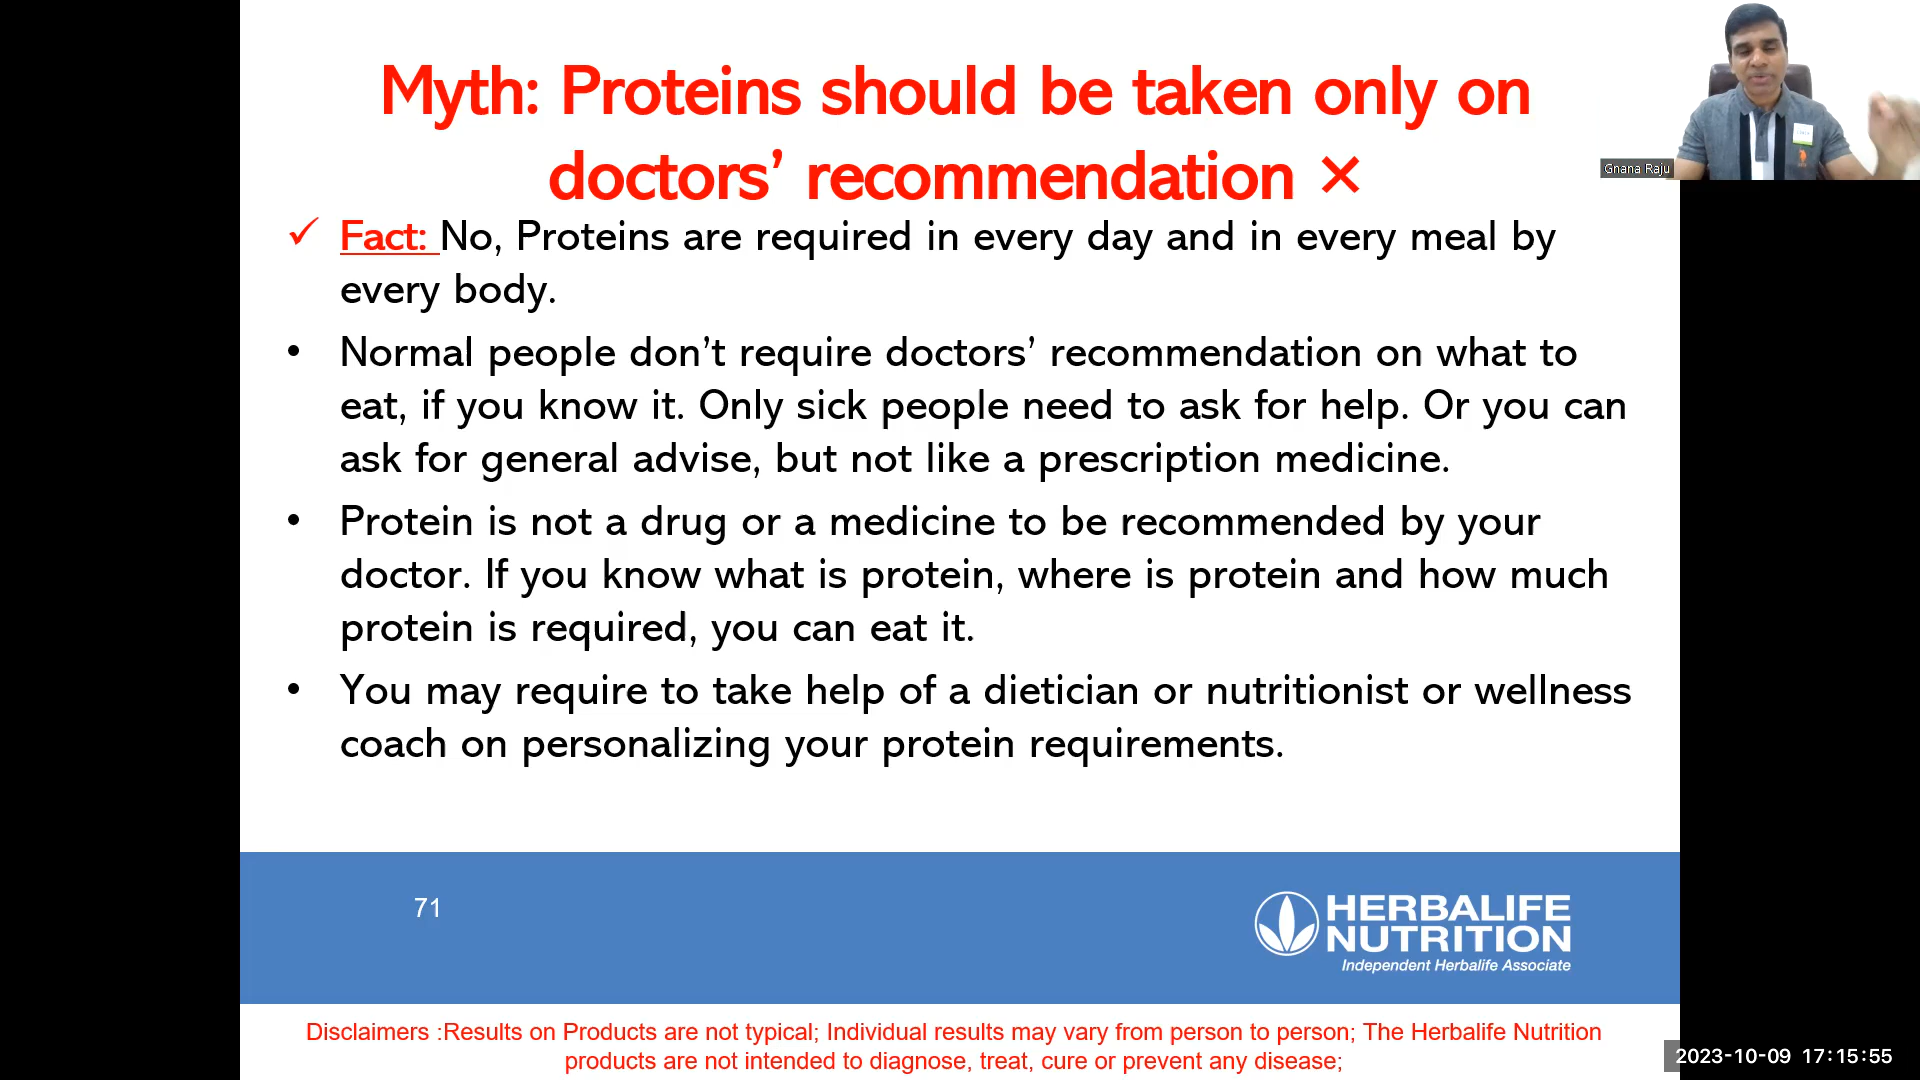 Myth: Proteins should be taken only on
doctors’ recommendation ✕
Gnana Raju
✓ Fact: No, Proteins are required in every day and in every meal by
every body.
• Normal people don’t require doctors’ recommendation on what to
eat, if you know it. Only sick people need to ask for help. Or you can
ask for general advise, but not like a prescription medicine.
• Protein is not a drug or a medicine to be recommended by your
doctor. If you know what is protein, where is protein and how much
protein is required, you can eat it.
• You may require to take help of a dietician or nutritionist or wellness
coach on personalizing your protein requirements.
71
HERBALIFE
NUTRITION
Independent Herbalife Associate
Disclaimers :Results on Products are not typical; Individual results may vary from person to person; The Herbalife Nutrition
products are not intended to diagnose, treat, cure or prevent any disease;
2023-10-09 17:15:55